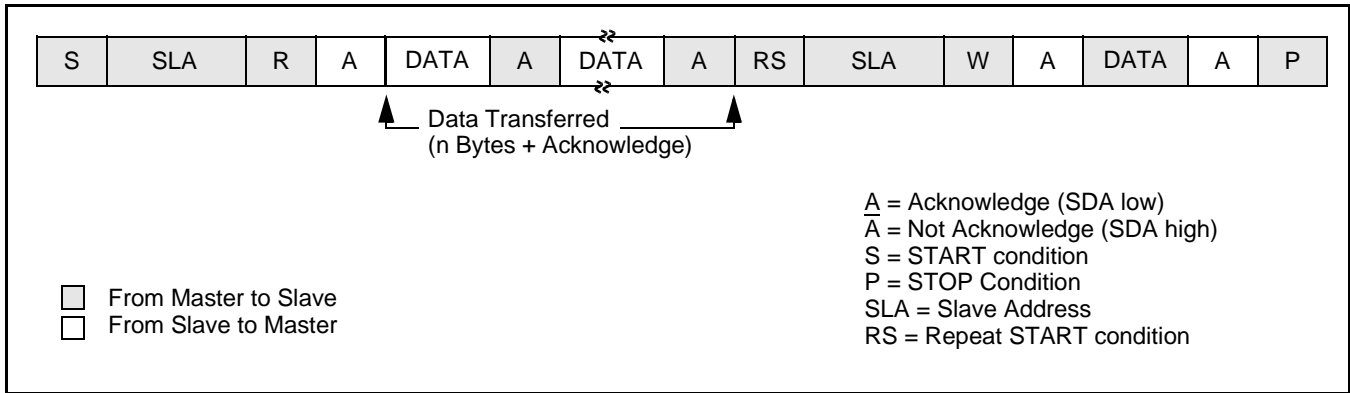 S SLA R A DATA A DATA A RS SLA W A DATA A P
Data Transferred
(n Bytes + Acknowledge)
A = Acknowledge (SDA low)
A̅ = Not Acknowledge (SDA high)
S = START condition
P = STOP Condition
SLA = Slave Address
RS = Repeat START condition
From Master to Slave
From Slave to Master